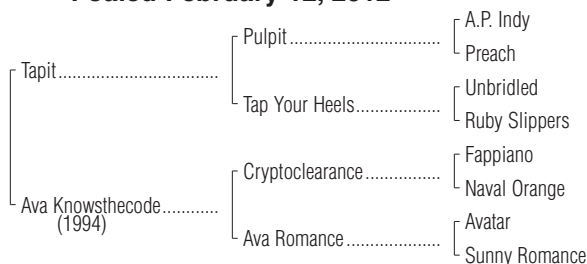 Foaled February 12, 2012
A.P. Indy
Pulpit
Preach
Tapit
Unbridled
Tap Your Heels
Ruby Slippers
Fappiano
Cryptoclearance
Naval Orange
Ava Knowsthecode
(1994)
Avatar
Ava Romance
Sunny Romance